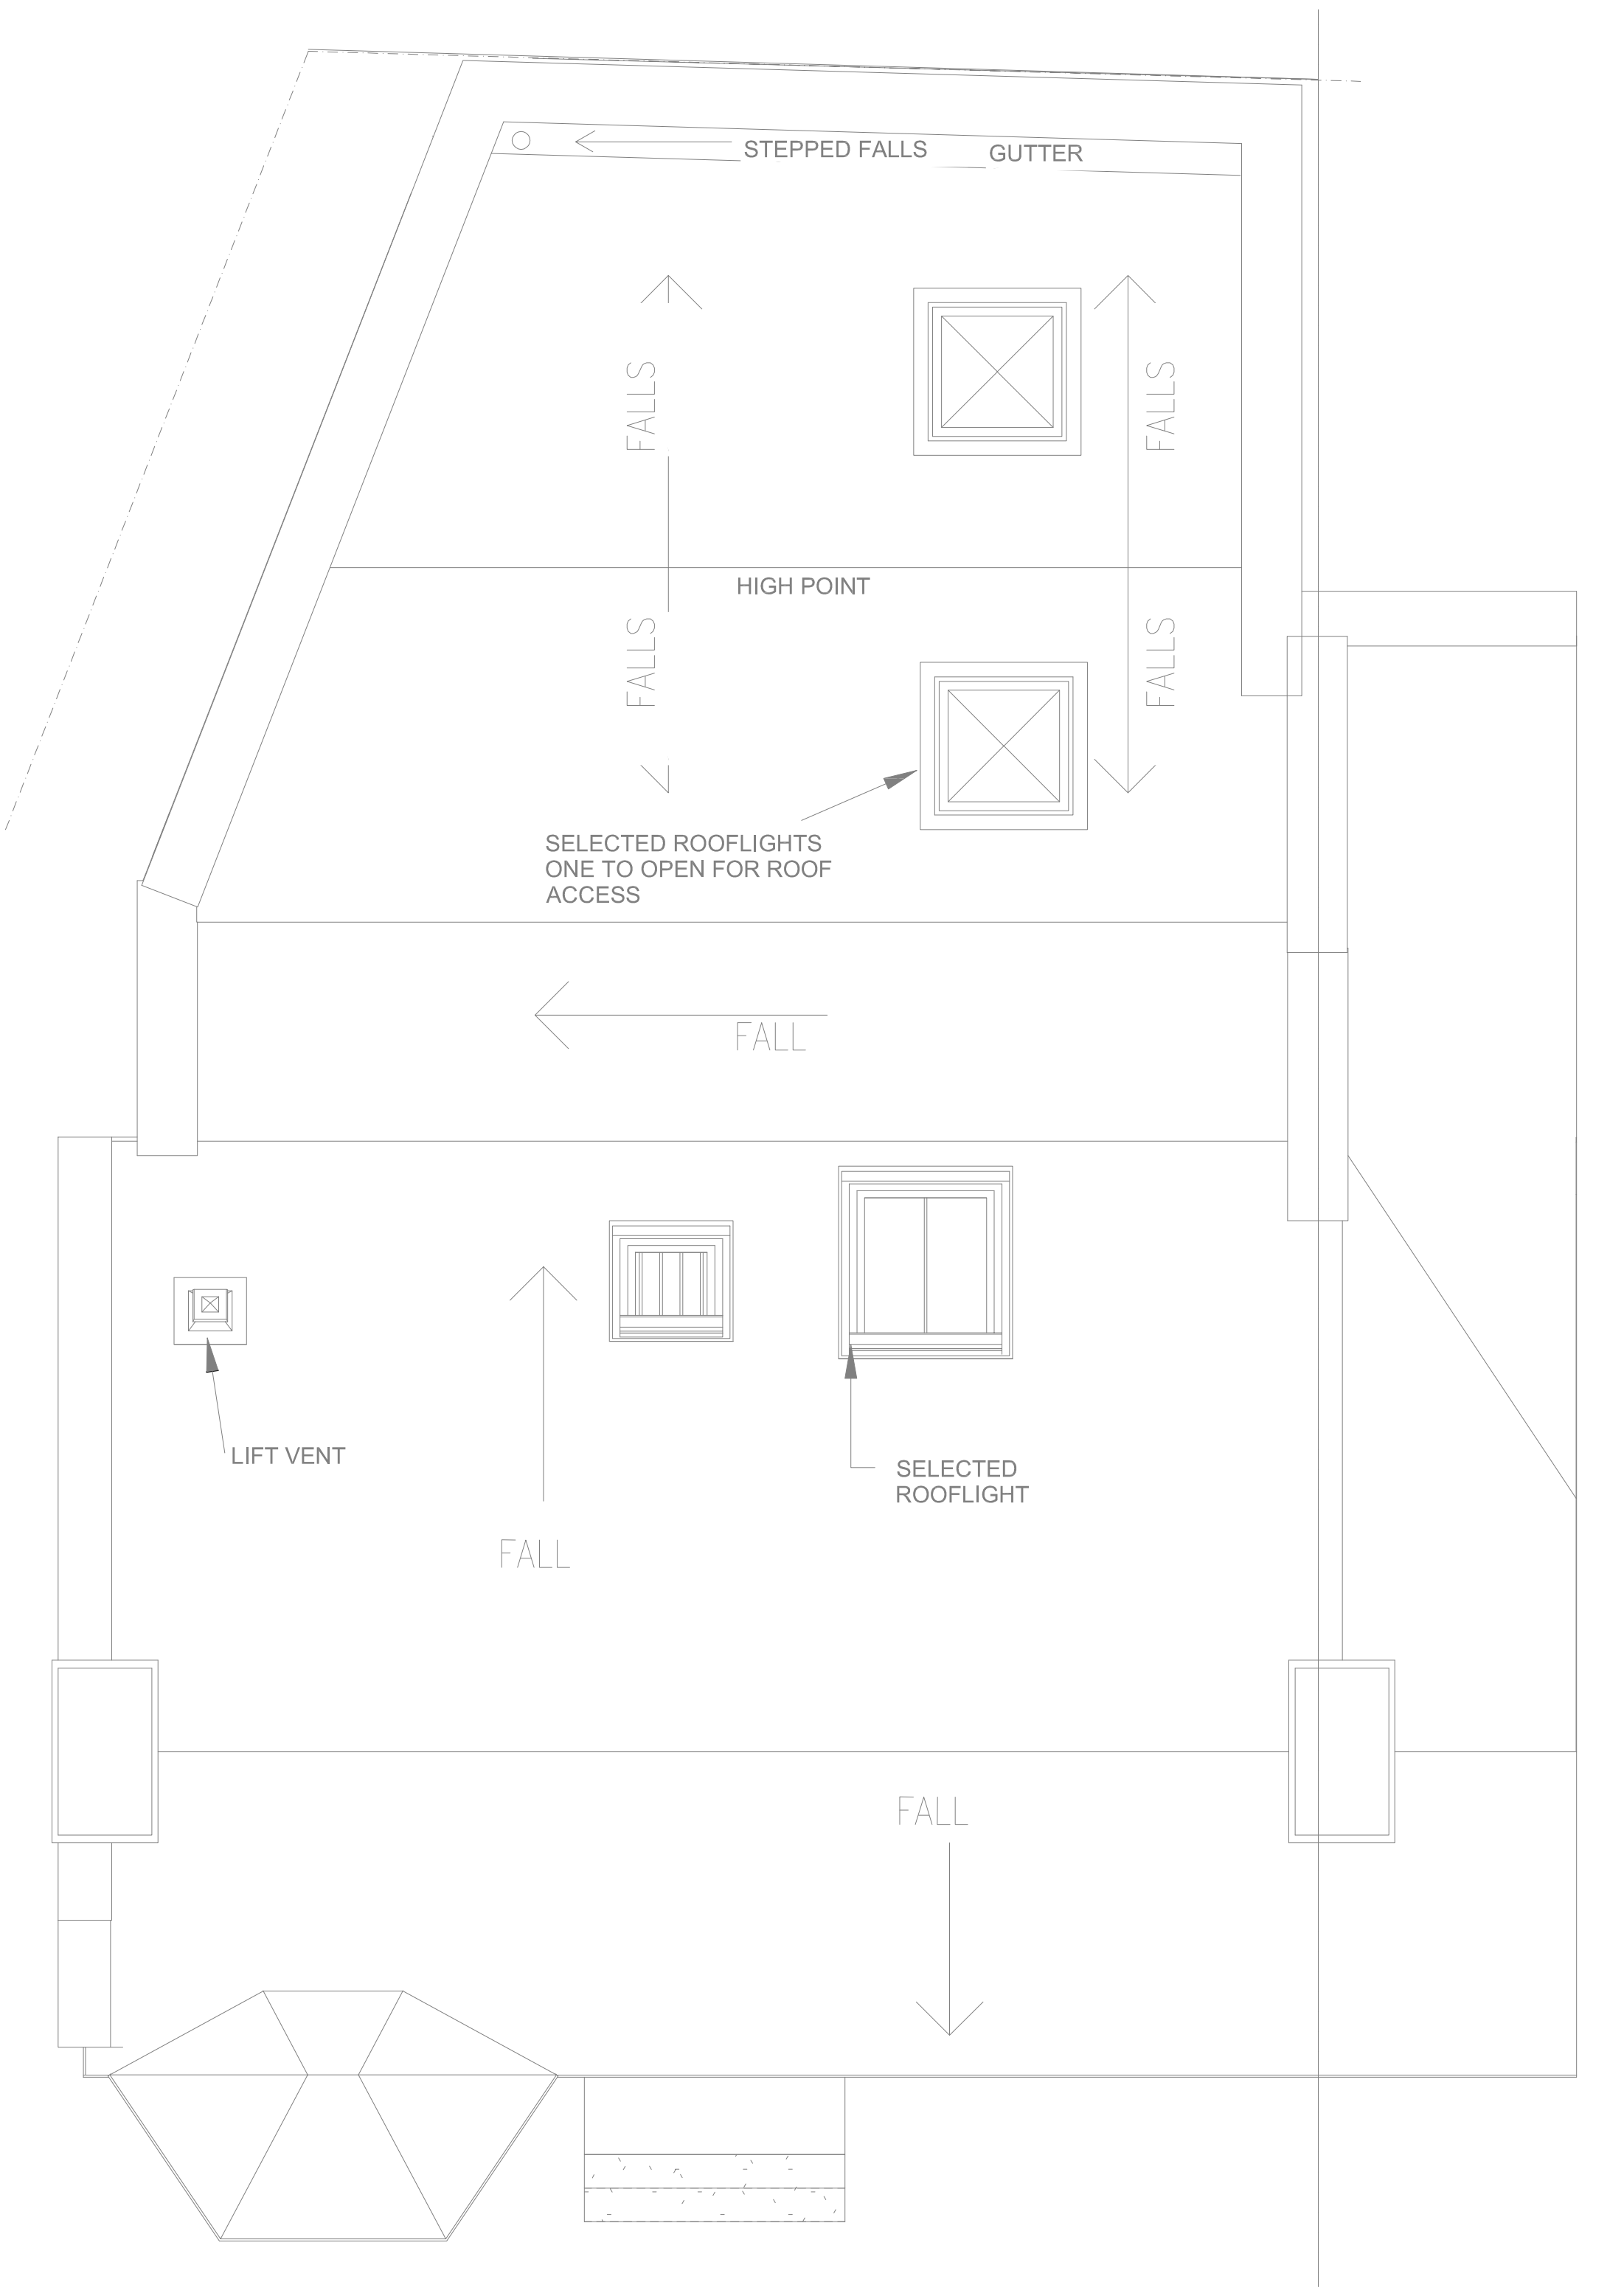 STEPPED FALLS
GUTTER
FALLS
FALLS
HIGH POINT
FALLS
FALLS
SELECTED ROOFLIGHTS
ONE TO OPEN FOR ROOF
ACCESS
FALL
LIFT VENT
SELECTED
ROOFLIGHT
FALL
FALL